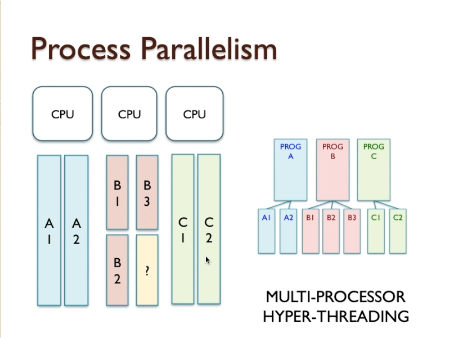 Process Parallelism
CPU
CPU
CPU
A
1
A
2
B
1
B
3
B
2
?
C
1
C
2
PROG
A
PROG
B
PROG
C
A1
A2
B1
B2
B3
C1
C2
MULTI-PROCESSOR
HYPER-THREADING